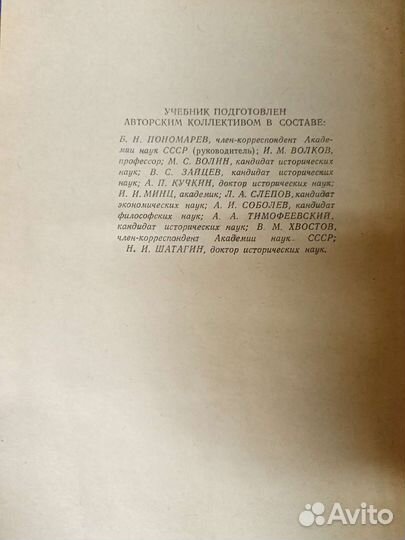 УЧЕБНИК ПОДГОТОВЛЕН
АВТОРСКИМ КОЛЛЕКТИВОМ В СОСТАВЕ:
Б. Н. ПОНОМАРЕВ, член-корреспондент Акаде-
мии наук СССР (руководитель); И. М. ВОЛКОВ,
профессор; М. С. ВОЛИН, кандидат исторических
наук; В. С. ЗАЙЦЕВ, кандидат исторических
наук; А. П. КУЧКИН, доктор исторических наук;
И. И. МИНЦ, академик; Л. А. СЛЕПОВ, кандидат
экономических наук; А. И. СОБОЛЕВ, кандидат
философских наук; А. А. ТИМОФЕЕВСКИЙ,
кандидат исторических наук; В. М. ХВОСТОВ,
член-корреспондент Академии наук СССР;
Н. И. ШАТАГИН, доктор исторических наук.
Avito